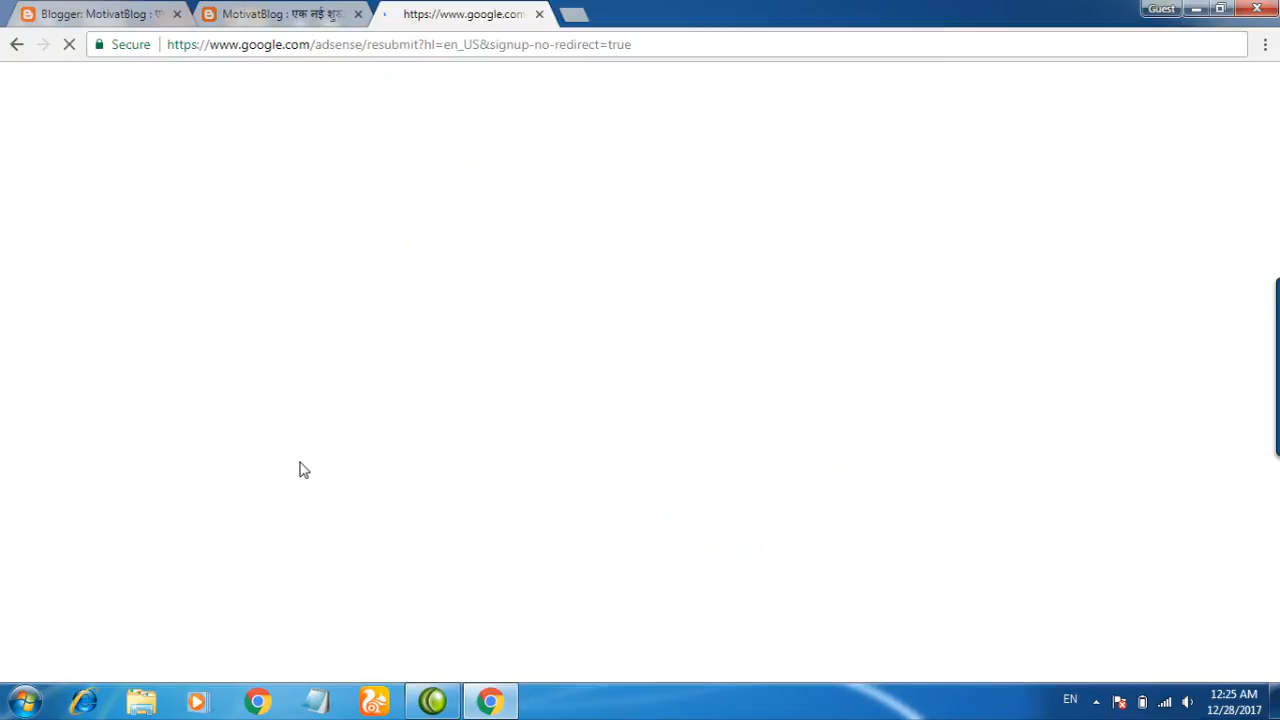 Blogger: MotivatBlog :
MotivatBlog : एक नई शुरु
https://www.google.com
Guest
Secure
https://www.google.com/adsense/resubmit?hl=en_US&signup-no-redirect=true
EN
12:25 AM
12/28/2017